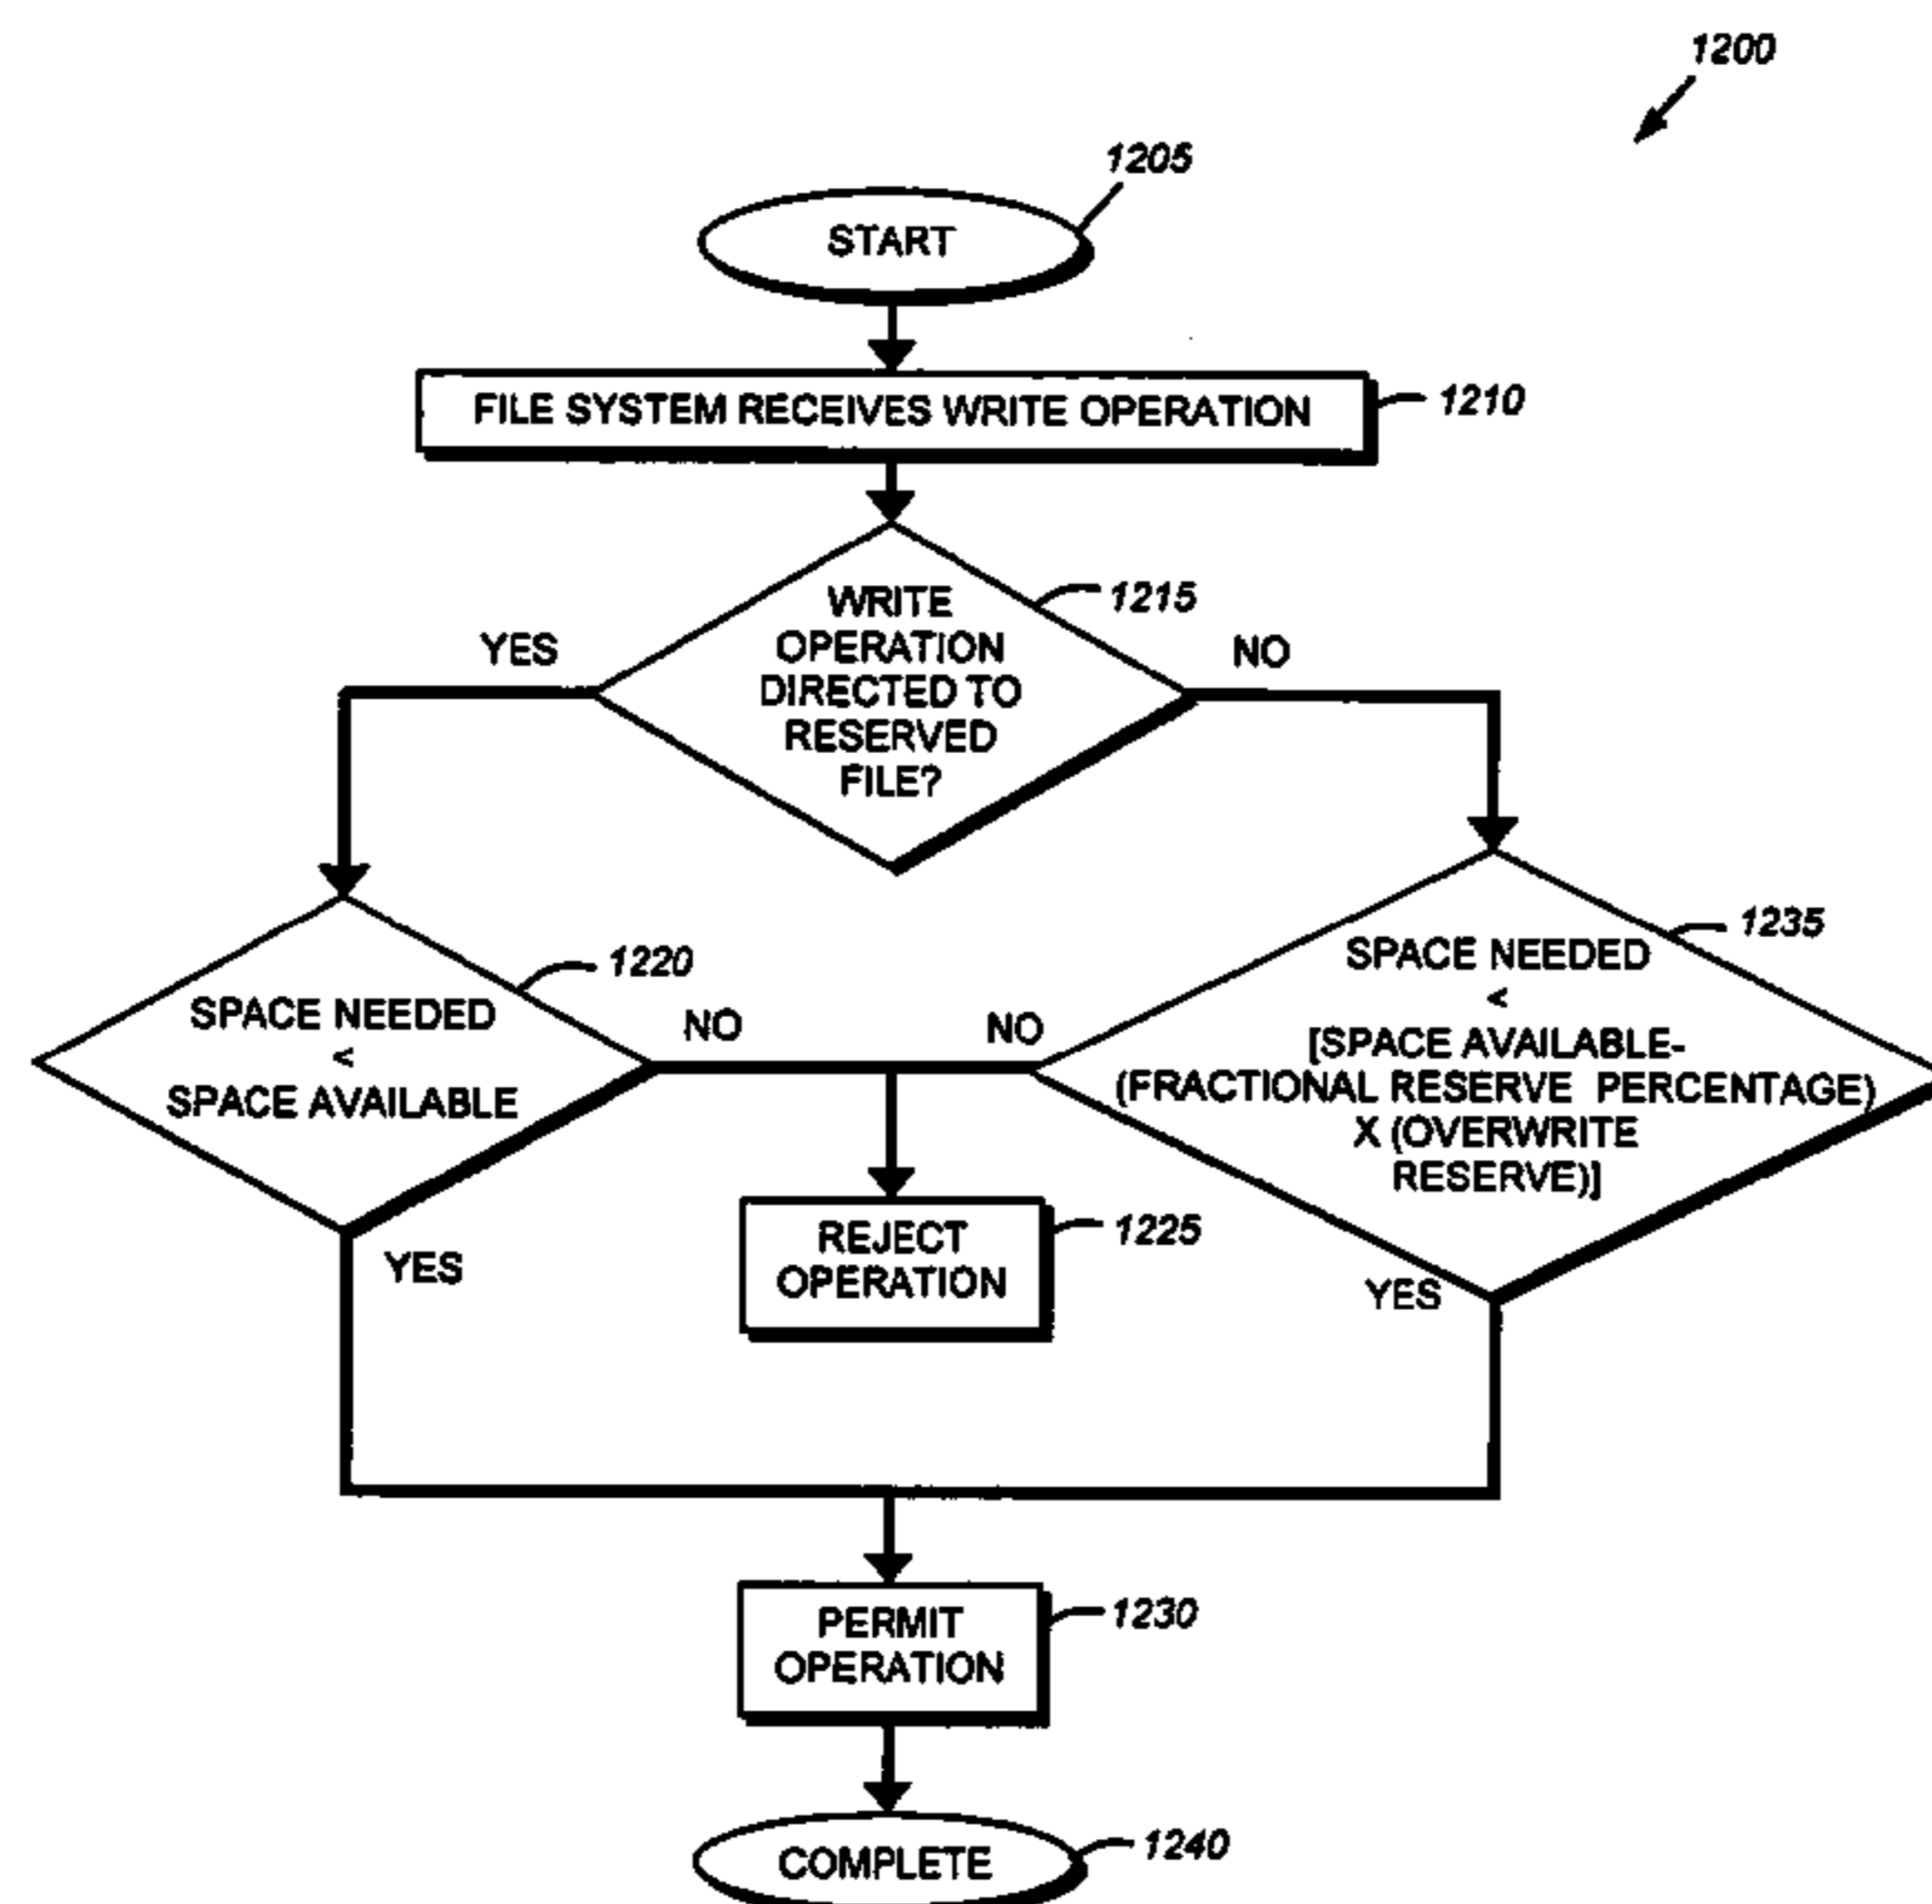 1200
1205
START
FILE SYSTEM RECEIVES WRITE OPERATION
1210
WRITE
OPERATION
DIRECTED TO
RESERVED
FILE?
1215
YES
NO
SPACE NEEDED
<
SPACE AVAILABLE
1220
NO
YES
NO
SPACE NEEDED
<
[SPACE AVAILABLE-
(FRACTIONAL RESERVE PERCENTAGE)
X (OVERWRITE
RESERVE)]
1235
YES
REJECT
OPERATION
1225
PERMIT
OPERATION
1230
COMPLETE
1240